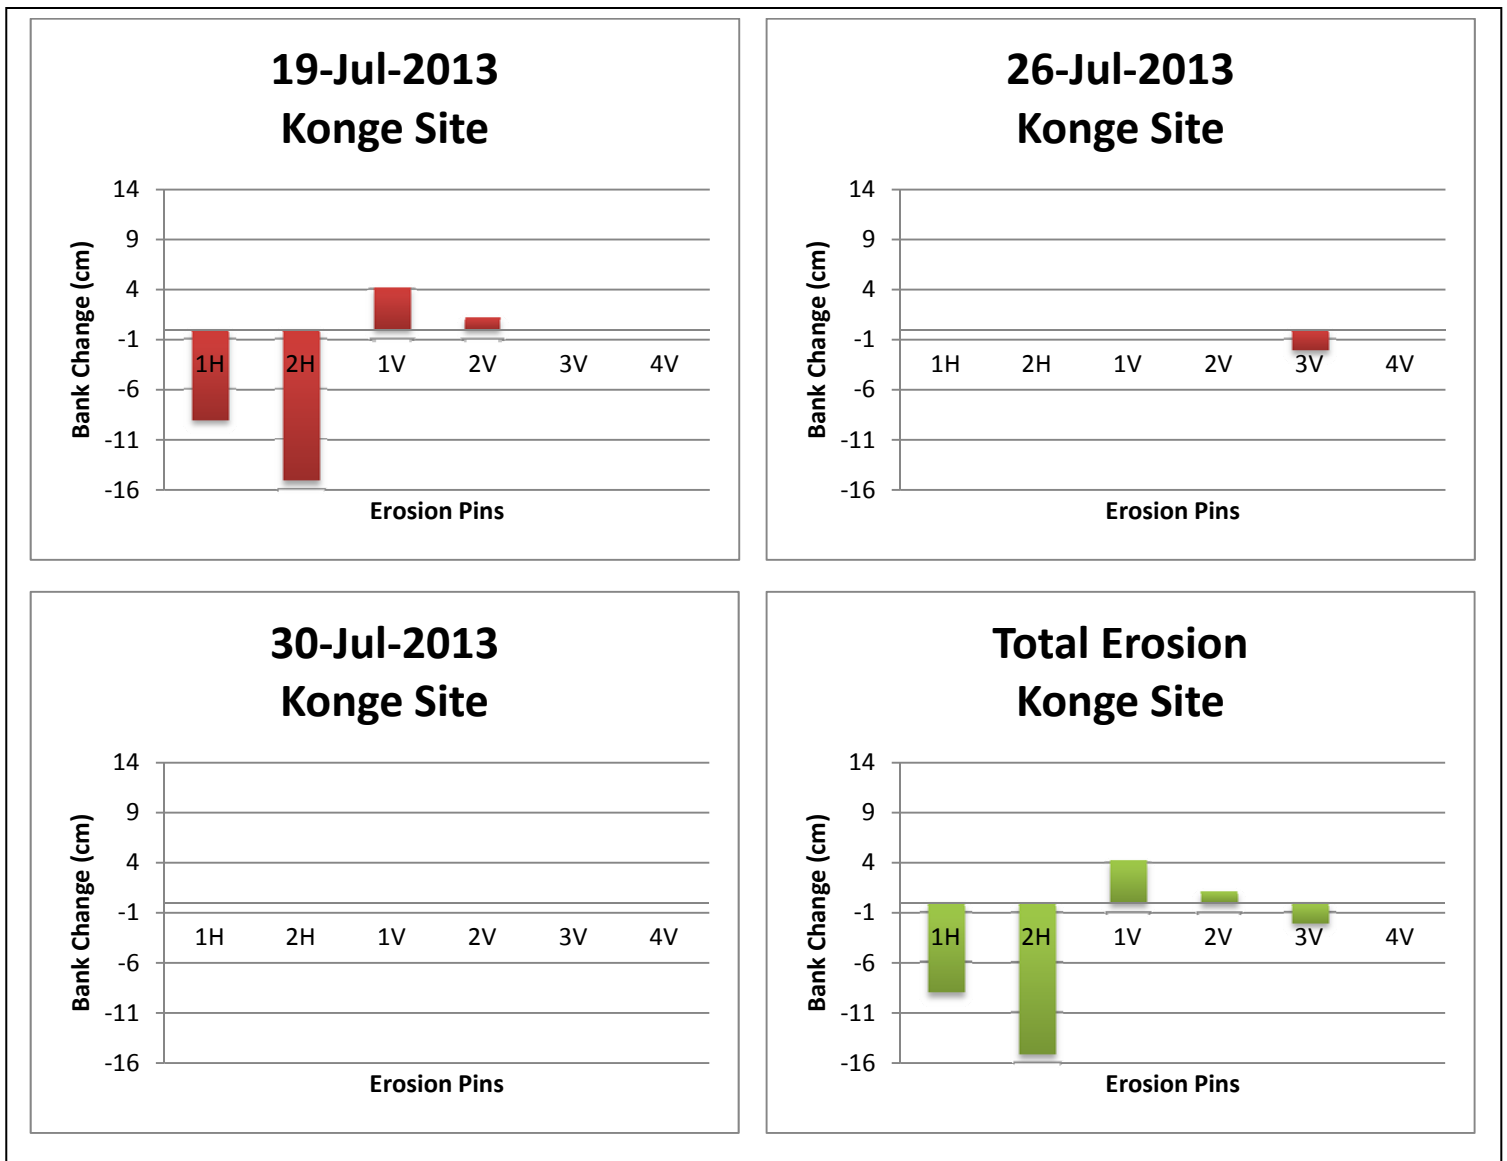 19-Jul-2013
Konge Site
14
9
4
-1
-6
-11
-16
Bank Change (cm)
1H 2H 1V 2V 3V 4V
Erosion Pins
26-Jul-2013
Konge Site
14
9
4
-1
-6
-11
-16
Bank Change (cm)
1H 2H 1V 2V 3V 4V
Erosion Pins
30-Jul-2013
Konge Site
14
9
4
-1
-6
-11
-16
Bank Change (cm)
1H 2H 1V 2V 3V 4V
Erosion Pins
Total Erosion
Konge Site
14
9
4
-1
-6
-11
-16
Bank Change (cm)
1H 2H 1V 2V 3V 4V
Erosion Pins